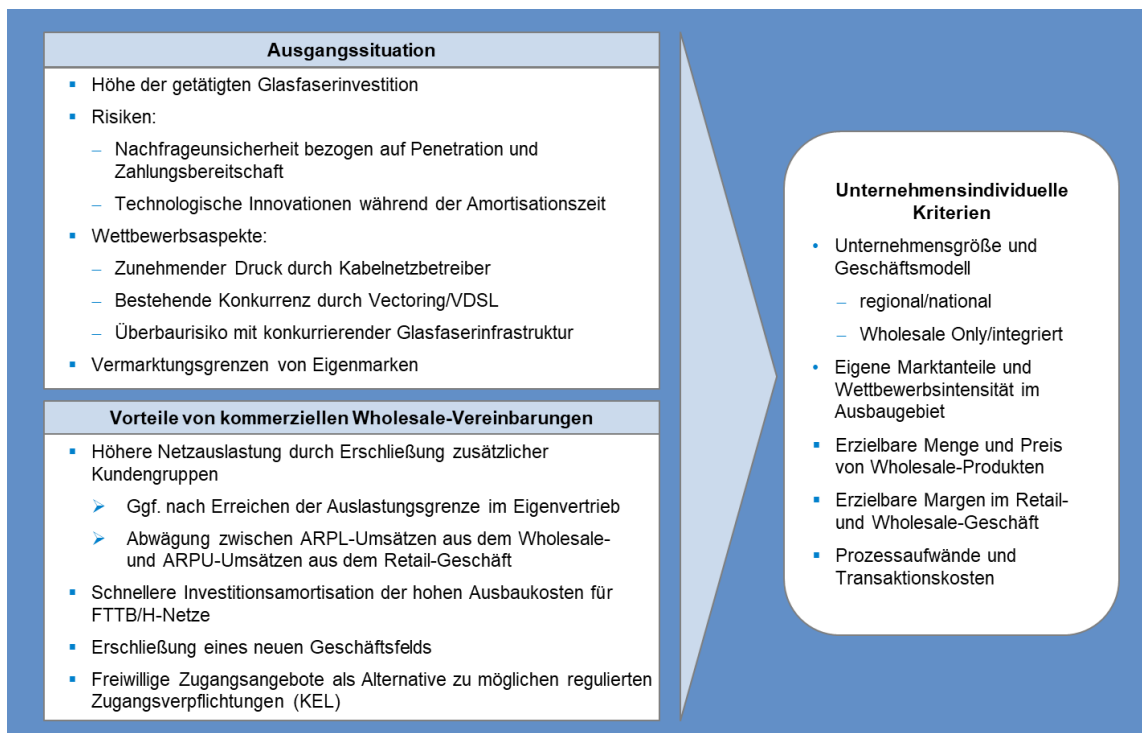 Ausgangssituation
▪ Höhe der getätigten Glasfaserinvestition
▪ Risiken:
– Nachfrageunsicherheit bezogen auf Penetration und
Zahlungsbereitschaft
– Technologische Innovationen während der Amortisationszeit
▪ Wettbewerbsaspekte:
– Zunehmender Druck durch Kabelnetzbetreiber
– Bestehende Konkurrenz durch Vectoring/VDSL
– Überbaurisiko mit konkurrierender Glasfaserinfrastruktur
▪ Vermarktungsgrenzen von Eigenmarken
Vorteile von kommerziellen Wholesale-Vereinbarungen
▪ Höhere Netzauslastung durch Erschließung zusätzlicher
Kundengruppen
➢ Ggf. nach Erreichen der Auslastungsgrenze im Eigenvertrieb
➢ Abwägung zwischen ARPL-Umsätzen aus dem Wholesale-
und ARPU-Umsätzen aus dem Retail-Geschäft
▪ Schnellere Investitionsamortisation der hohen Ausbaukosten für
FTTB/H-Netze
▪ Erschließung eines neuen Geschäftsfelds
▪ Freiwillige Zugangsangebote als Alternative zu möglichen regulierten
Zugangsverpflichtungen (KEL)
Unternehmensindividuelle
Kriterien
• Unternehmensgröße und
Geschäftsmodell
– regional/national
– Wholesale Only/integriert
• Eigene Marktanteile und
Wettbewerbsintensität im
Ausbaugebiet
▪ Erzielbare Menge und Preis
von Wholesale-Produkten
▪ Erzielbare Margen im Retail-
und Wholesale-Geschäft
▪ Prozessaufwände und
Transaktionskosten